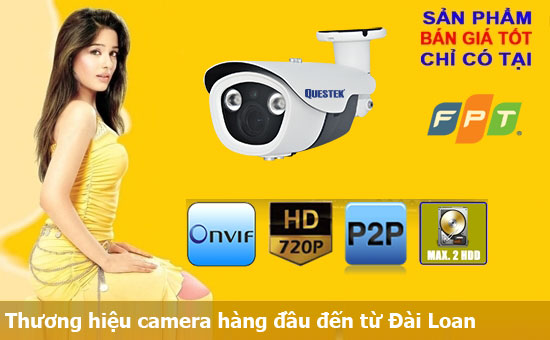 SẢN PHẨM
BÁN GIÁ TỐT
CHỈ CÓ TẠI
QUESTEK
FPT
ONVIF
HD
720P
P2P
MAX. 2 HDD
Thương hiệu camera hàng đầu đến từ Đài Loan